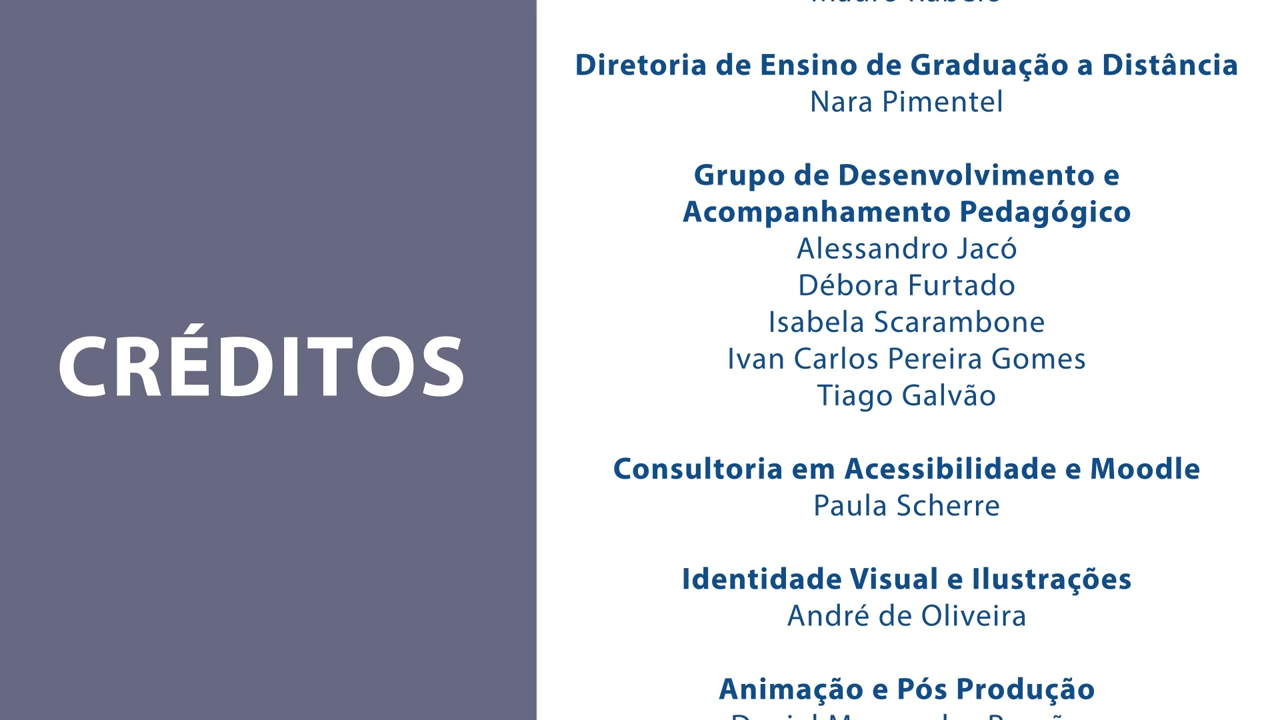 CRÉDITOS
Diretoria de Ensino de Graduação a Distância
Nara Pimentel
Grupo de Desenvolvimento e
Acompanhamento Pedagógico
Alessandro Jacó
Débora Furtado
Isabela Scarambone
Ivan Carlos Pereira Gomes
Tiago Galvão
Consultoria em Acessibilidade e Moodle
Paula Scherre
Identidade Visual e Ilustrações
André de Oliveira
Animação e Pós Produção